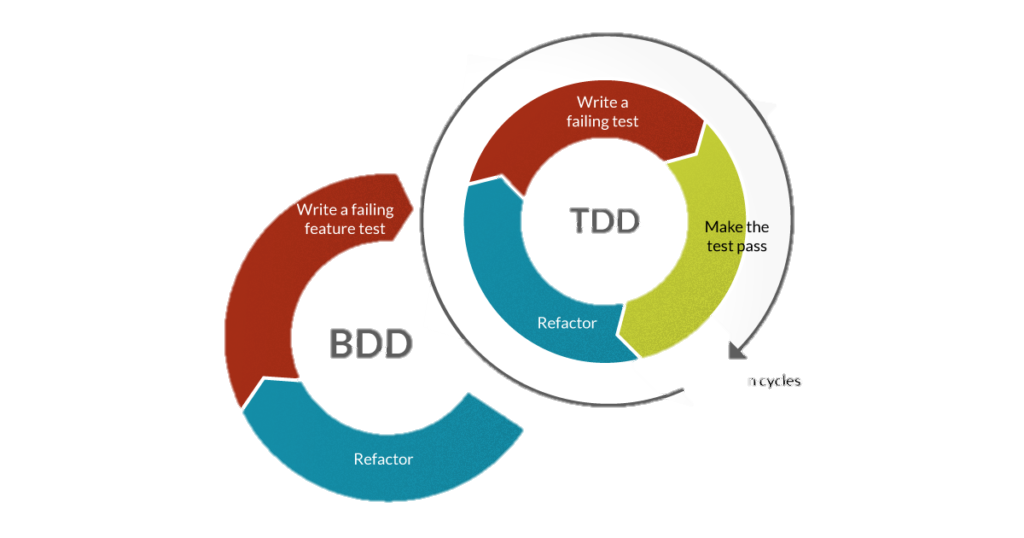 Write a
failing test
TDD
Make the
test pass
Refactor
n cycles
Write a failing
feature test
BDD
Refactor